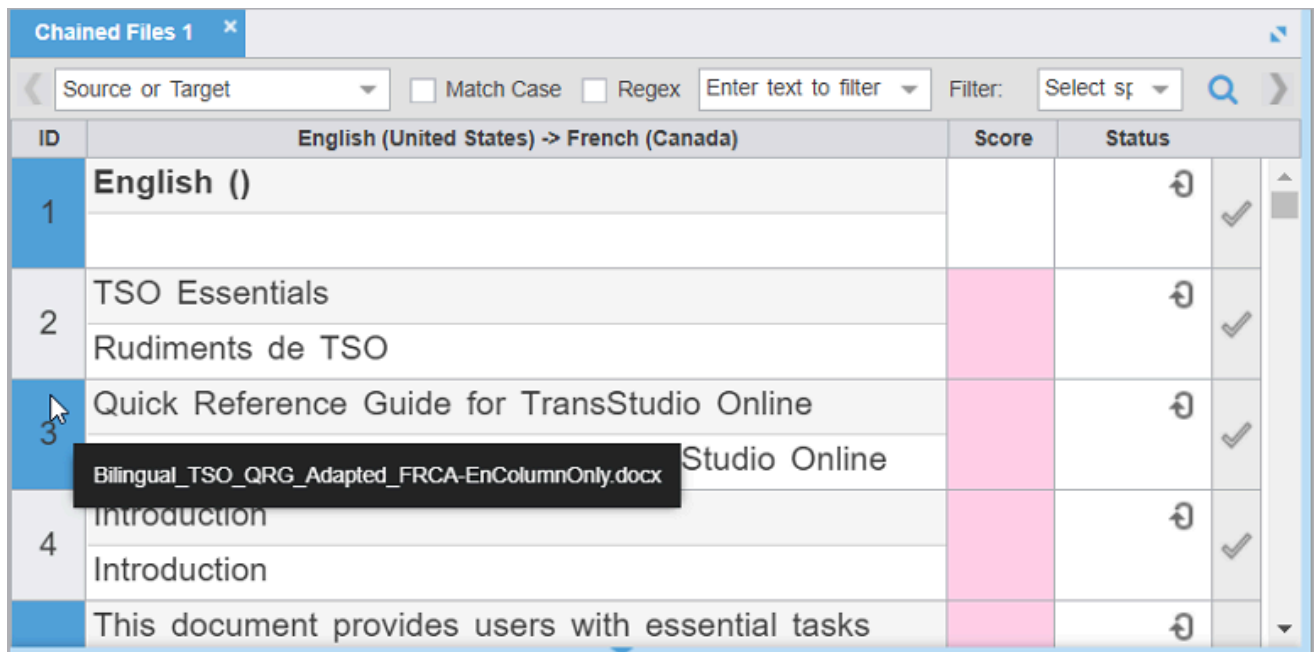 Chained Files 1 ×
Source or Target Match Case Regex Enter text to filter Filter:
ID English (United States) -> French (Canada) Score Status
1 English ()
2 TSO Essentials
Rudiments de TSO
3 Quick Reference Guide for TransStudio Online
Studio Online
Bilingual_TSO_QRG_Adapted_FRCA-EnColumnOnly.docx
4 Introduction
Introduction
This document provides users with essential tasks